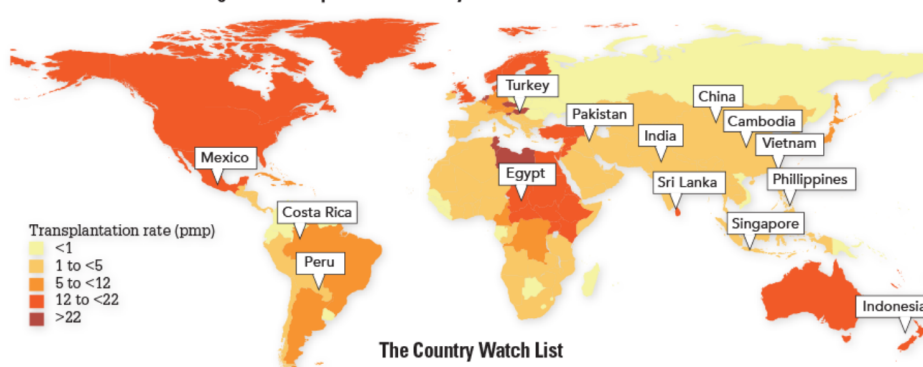 Turkey
China
Pakistan
Cambodia
India
Vietnam
Mexico
Egypt
Sri Lanka
Phillippines
Costa Rica
Singapore
Peru
Transplantation rate (pmp)
<1
1 to <5
5 to <12
12 to <22
>22
Indonesia
The Country Watch List